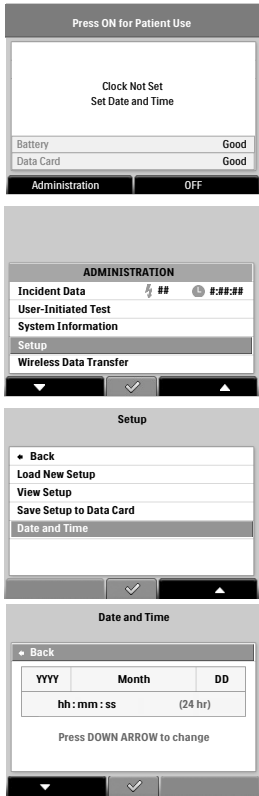 Press ON for Patient Use
Clock Not Set
Set Date and Time
Battery Good
Data Card Good
Administration OFF
ADMINISTRATION
Incident Data ## #:##:##
User-Initiated Test
System Information
Setup
Wireless Data Transfer
Setup
Back
Load New Setup
View Setup
Save Setup to Data Card
Date and Time
Date and Time
Back
YYYY Month DD
hh : mm : ss (24 hr)
Press DOWN ARROW to change